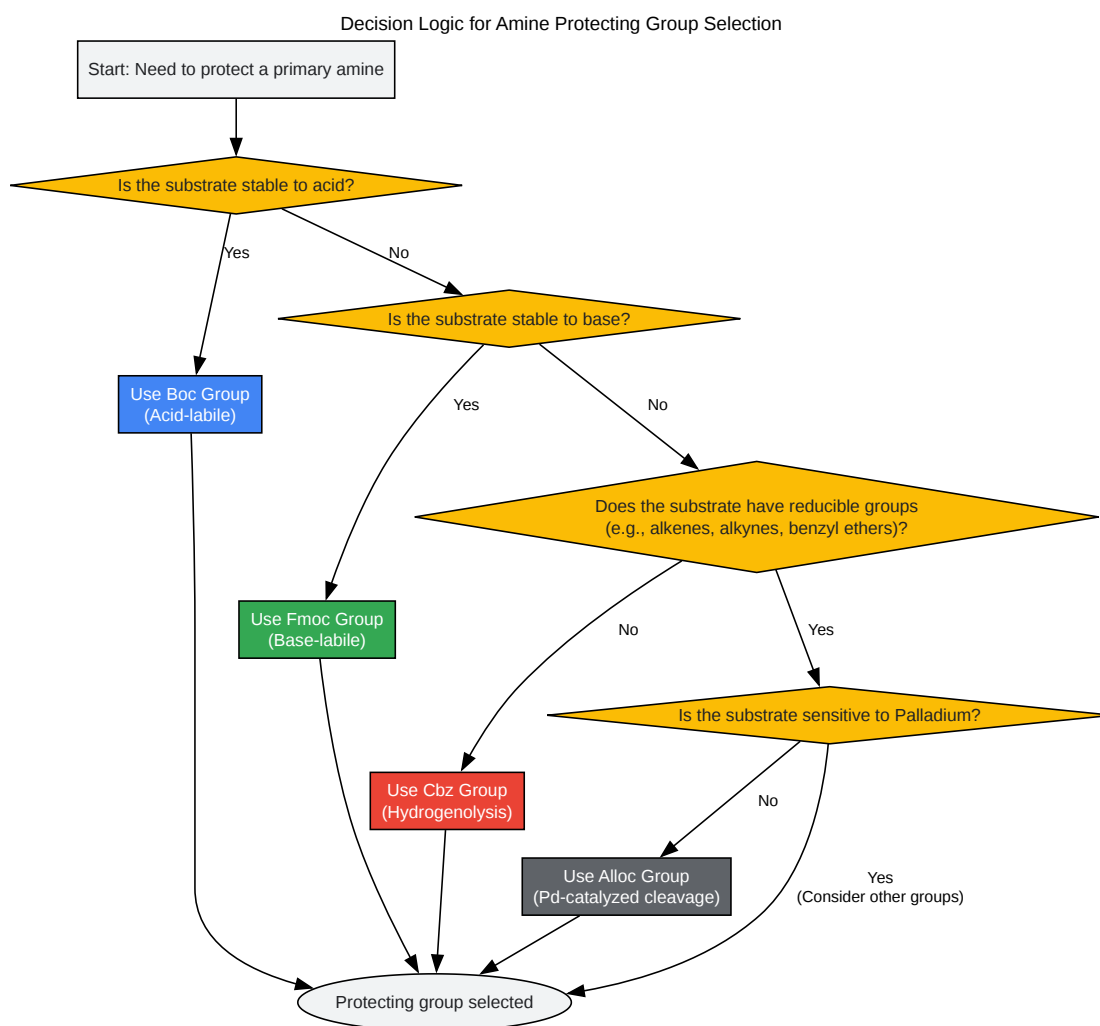 Decision Logic for Amine Protecting Group Selection
Start: Need to protect a primary amine
Is the substrate stable to acid?
Yes
No
Is the substrate stable to base?
Use Boc Group
(Acid-labile)
Yes
No
Does the substrate have reducible groups
(e.g., alkenes, alkynes, benzyl ethers)?
Use Fmoc Group
(Base-labile)
No
Yes
Is the substrate sensitive to Palladium?
Use Cbz Group
(Hydrogenolysis)
No
Use Alloc Group
(Pd-catalyzed cleavage)
Yes
(Consider other groups)
Protecting group selected